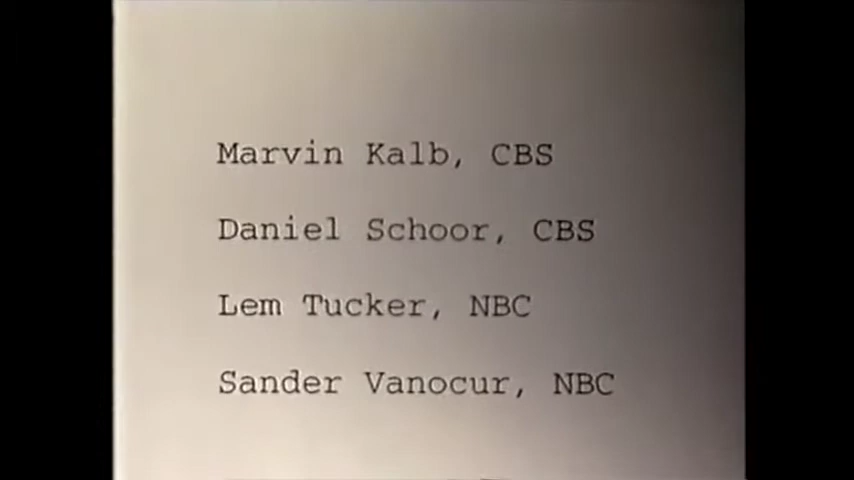 Marvin Kalb, CBS
Daniel Schoor, CBS
Lem Tucker, NBC
Sander Vanocur, NBC